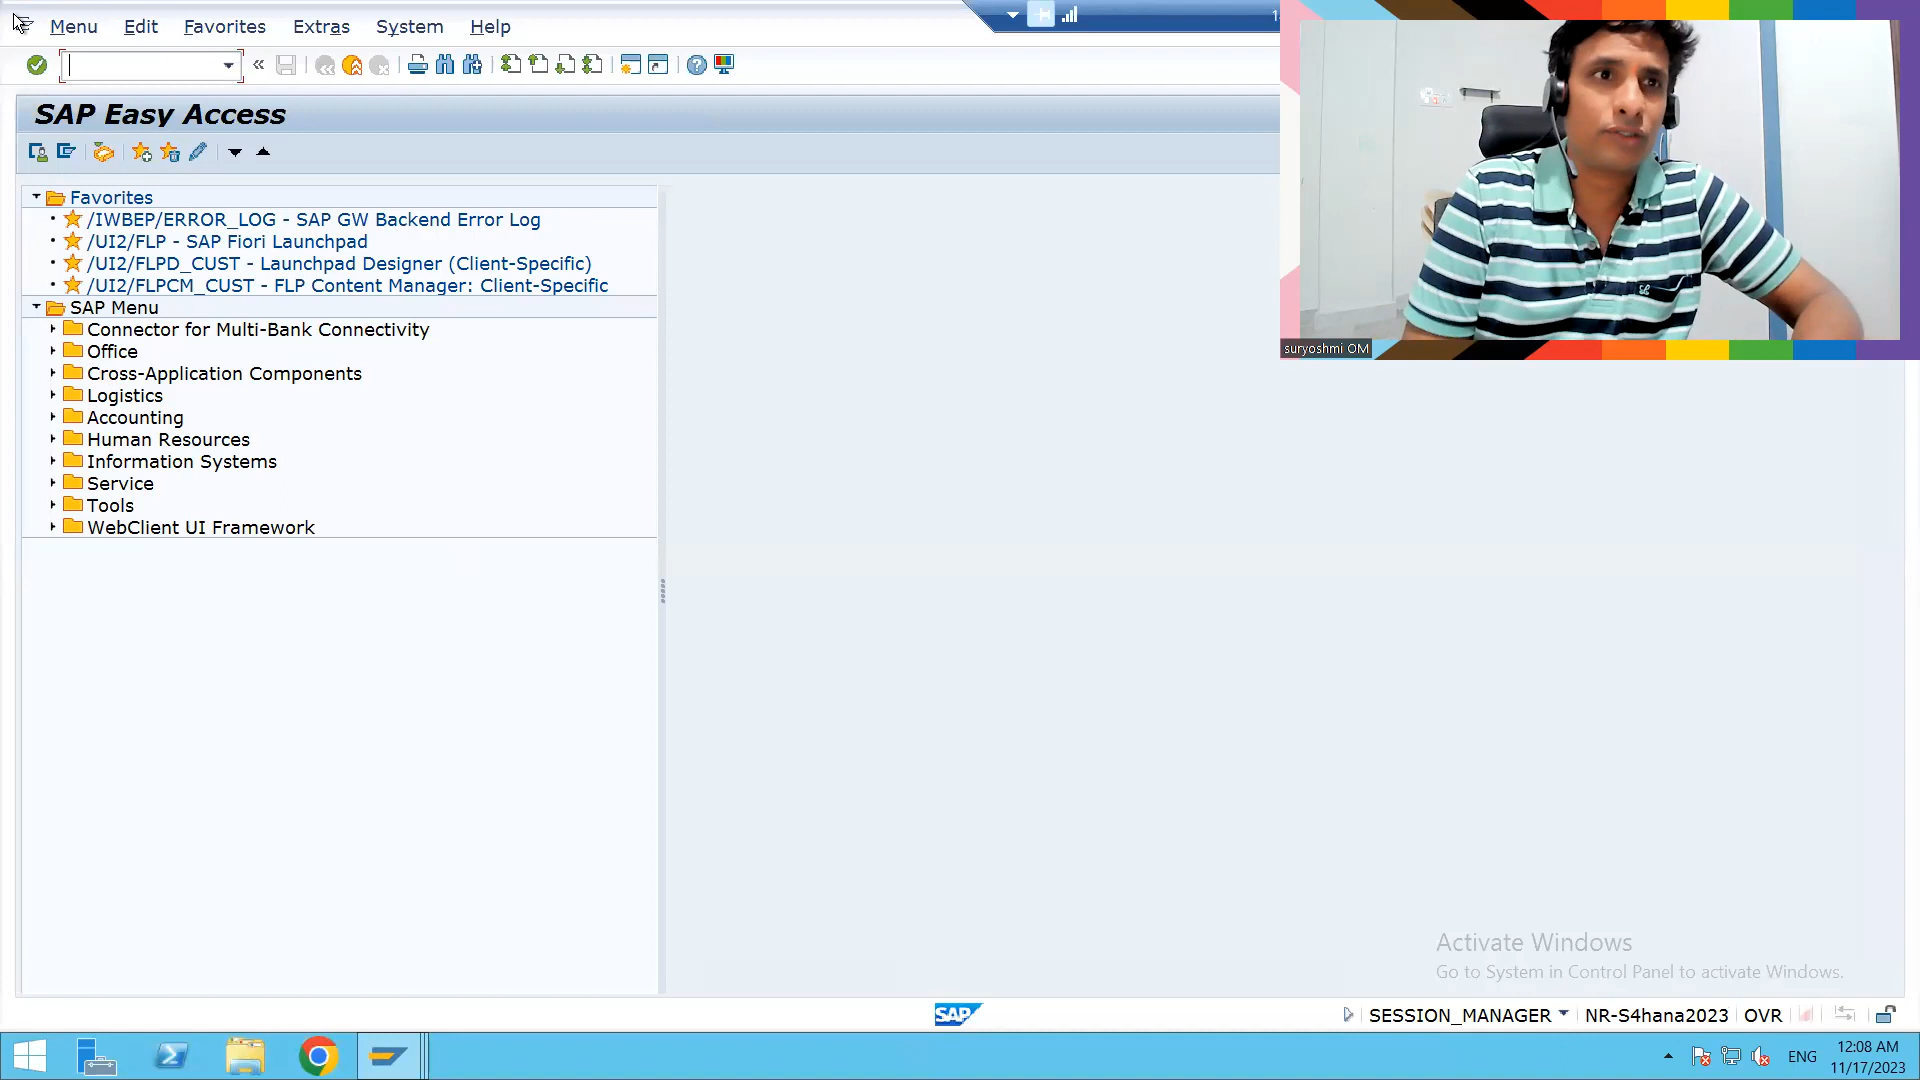 Menu Edit Favorites Extras System Help
SAP Easy Access
Favorites
/IWBEP/ERROR_LOG - SAP GW Backend Error Log
/UI2/FLP - SAP Fiori Launchpad
/UI2/FLPD_CUST - Launchpad Designer (Client-Specific)
/UI2/FLPCM_CUST - FLP Content Manager: Client-Specific
SAP Menu
Connector for Multi-Bank Connectivity
Office
Cross-Application Components
Logistics
Accounting
Human Resources
Information Systems
Service
Tools
WebClient UI Framework
suryoshmi OM
Activate Windows
Go to System in Control Panel to activate Windows.
SAP
SESSION_MANAGER NR-S4hana2023 OVR
ENG
12:08 AM
11/17/2023